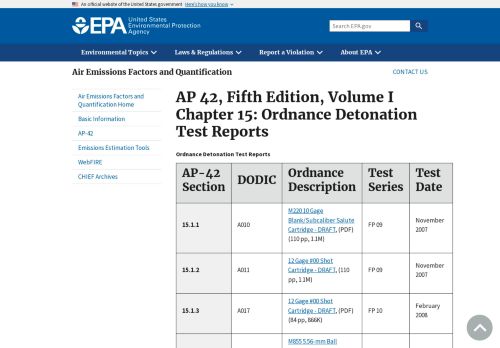 An official website of the United States government Here's how you know
EPA United States
Environmental Protection
Agency
Search EPA.gov
Environmental Topics Laws & Regulations Report a Violation About EPA
Air Emissions Factors and Quantification
CONTACT US
Air Emissions Factors and
Quantification Home
Basic Information
AP-42
Emissions Estimation Tools
WebFIRE
CHIEF Archives
AP 42, Fifth Edition, Volume I
Chapter 15: Ordnance Detonation
Test Reports
Ordnance Detonation Test Reports
AP-42
Section
DODIC
Ordnance
Description
Test
Series
Test
Date
15.1.1
A010
M220 10 Gage
Blank/Subcaliber Salute
Cartridge - DRAFT, (PDF)
(110 pp, 1.1M)
FP 09
November
2007
15.1.2
A011
12 Gage #00 Shot
Cartridge - DRAFT, (110
pp, 1.1M)
FP 09
November
2007
15.1.3
A017
12 Gage #00 Shot
Cartridge - DRAFT, (PDF)
(84 pp, 866K)
FP 10
February
2008
M855 5.56-mm Ball